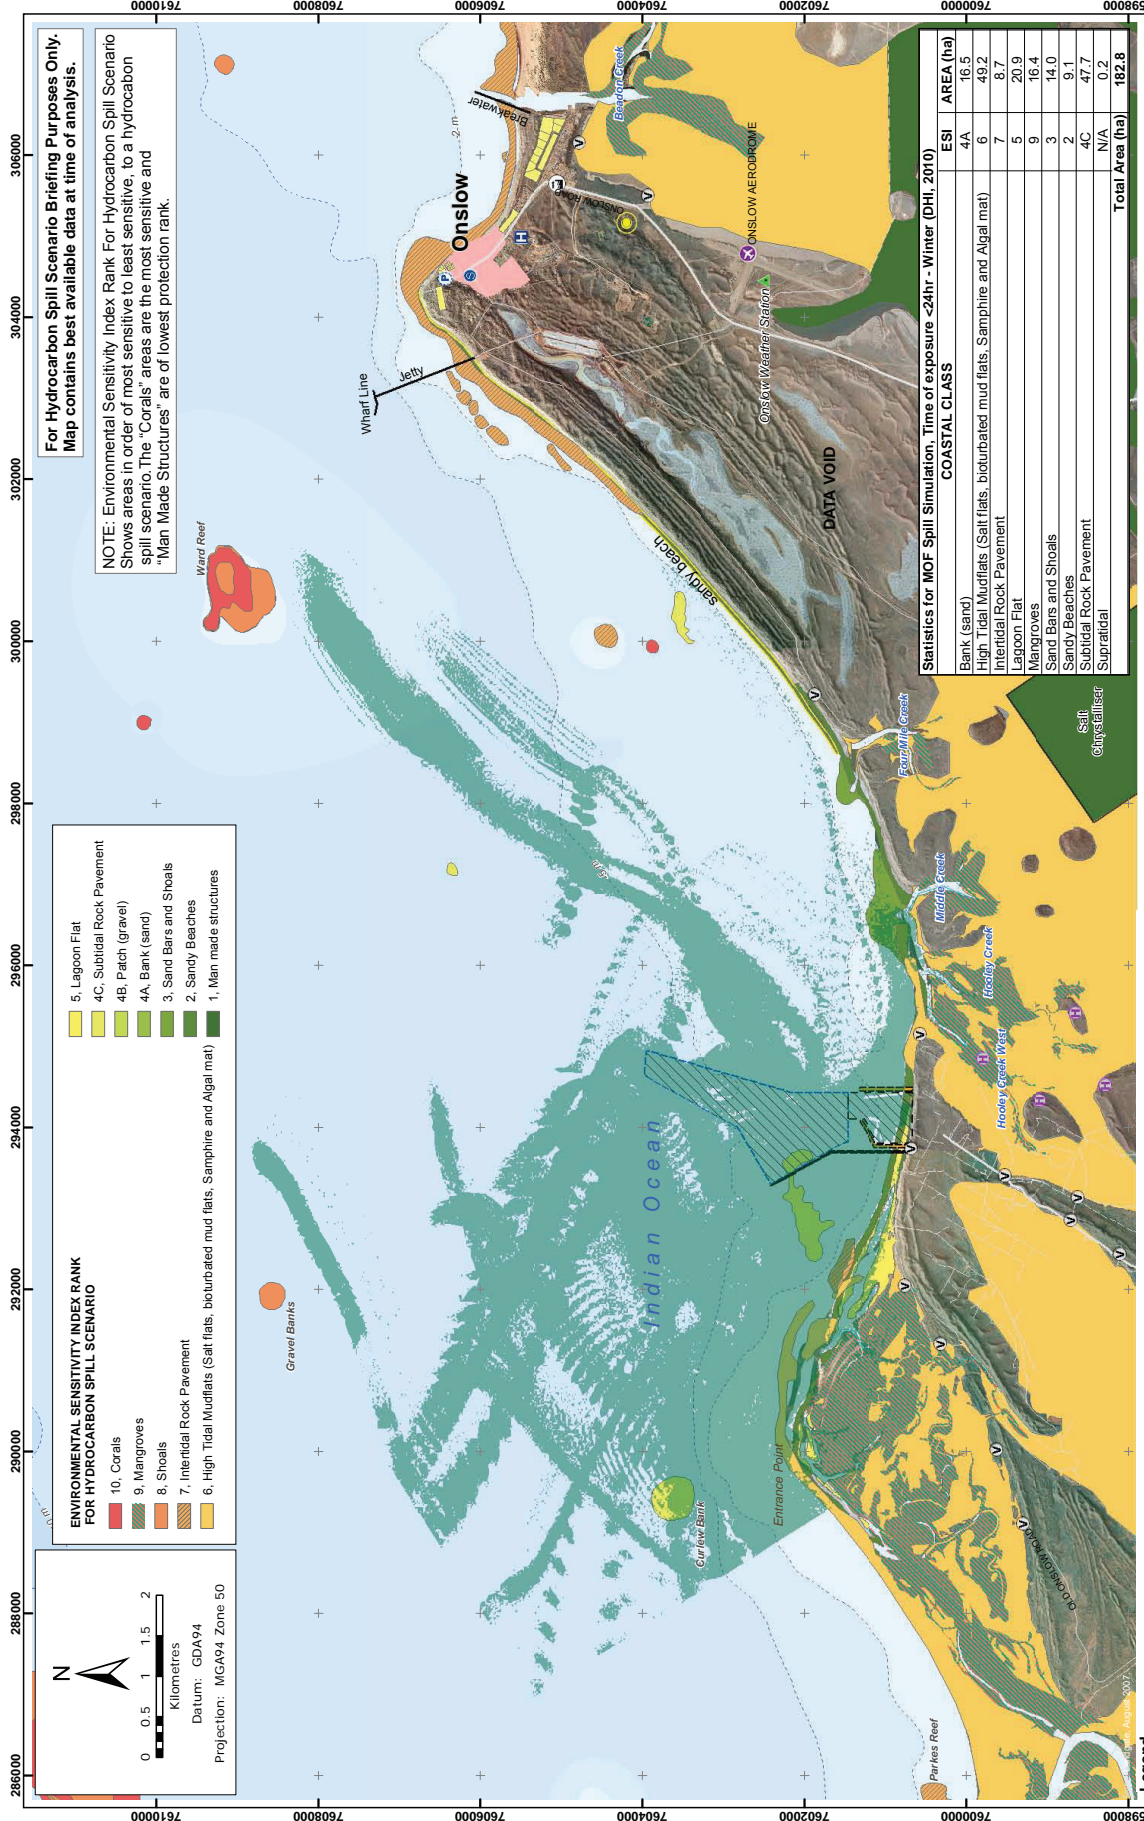 For Hydrocarbon Spill Scenario Briefing Purposes Only.
Map contains best available data at time of analysis.
NOTE: Environmental Sensitivity Index Rank For Hydrocarbon Spill Scenario
Shows areas in order of most sensitive to least sensitive, to a hydrocabon
spill scenario. The "Corals" areas are the most sensitive and
"Man Made Structures" are of lowest protection rank.
N
0 0.5 1 1.5 2
Kilometres
Datum: GDA94
Projection: MGA94 Zone 50
ENVIRONMENTAL SENSITIVITY INDEX RANK
FOR HYDROCARBON SPILL SCENARIO
10, Corals
9, Mangroves
8, Shoals
7, Intertidal Rock Pavement
6, High Tidal Mudflats (Salt flats, bioturbated mud flats, Samphire and Algal mat)
5, Lagoon Flat
4C, Subtidal Rock Pavement
4B, Patch (gravel)
4A, Bank (sand)
3, Sand Bars and Shoals
2, Sandy Beaches
1, Man made structures
286000 288000 290000 292000 294000 296000 298000 300000 302000 304000 306000
7610000
7608000
7606000
7604000
7602000
7600000
Gravel Banks
Ward Reef
Wharf Line
Jetty
Onslow
Breakwater
-2 m
-5 m
Beadon Creek
ONSLOW ROAD
ONSLOW AERODROME
Onslow Weather Station
DATA VOID
sandy beach
Indian Ocean
Curlew Bank
Entrance Point
Parkes Reef
OLD ONSLOW ROAD
Hooley Creek West
Hooley Creek
Middle Creek
Four Mile Creek
Salt
Chrystalliser
V
H
P
S
Statistics for MOF Spill Simulation, Time of exposure <24hr - Winter (DHI, 2010)
COASTAL CLASS ESI AREA (ha)
Bank (sand) 4A 16.5
High Tidal Mudflats (Salt flats, bioturbated mud flats, Samphire and Algal mat) 6 49.2
Intertidal Rock Pavement 7 8.7
Lagoon Flat 5 20.9
Mangroves 9 16.4
Sand Bars and Shoals 3 14.0
Sandy Beaches 2 9.1
Subtidal Rock Pavement 4C 47.7
Supratidal N/A 0.2
Total Area (ha) 182.8
August 2007.
Legend